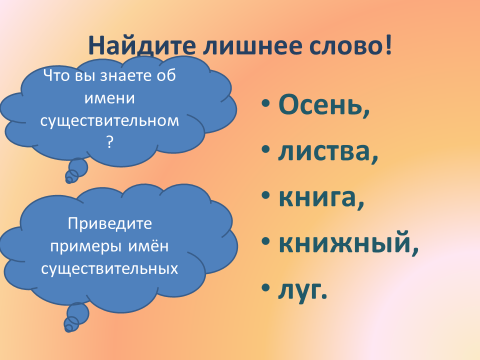 Найдите лишнее слово!
Что вы знаете об
имени
существительном
?
Приведите
примеры имён
существительных
• Осень,
• листва,
• книга,
• книжный,
• луг.